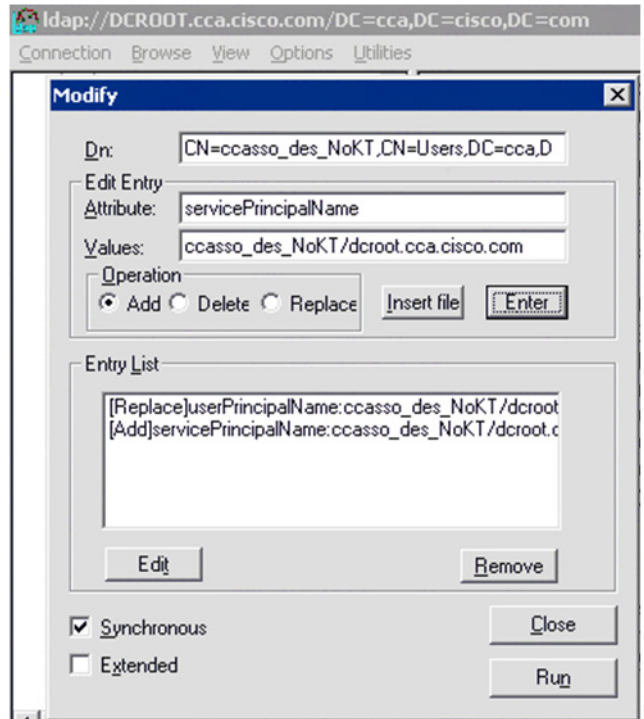 ldap://DCROOT.cca.cisco.com/DC=cca,DC=cisco,DC=com
Connection Browse View Options Utilities
Modify
Dn: CN=ccasso_des_NoKT,CN=Users,DC=cca,D
Edit Entry
Attribute: servicePrincipalName
Values: ccasso_des_NoKT/dcroot.cca.cisco.com
Operation
Add Delete Replace Insert file Enter
Entry List
[Replace]userPrincipalName:ccasso_des_NoKT/dcroot
[Add]servicePrincipalName:ccasso_des_NoKT/dcroot.c
Edit Remove
Synchronous Close
Extended
Run